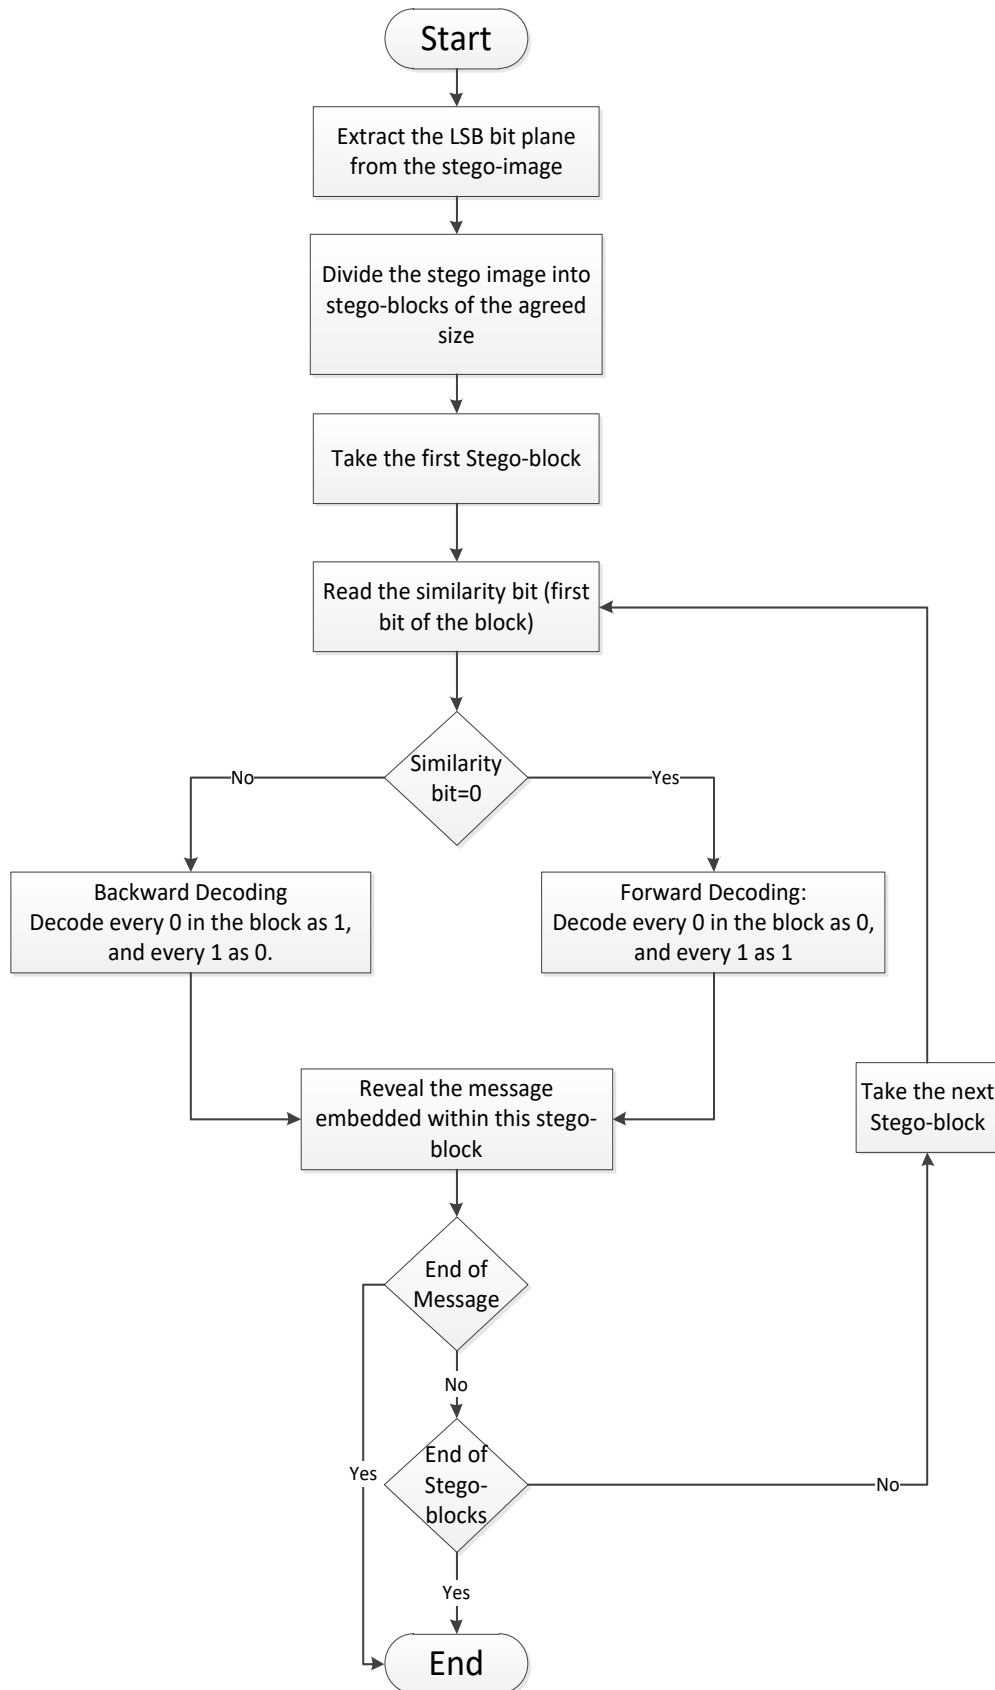 Start
Extract the LSB bit plane
from the stego-image
Divide the stego image into
stego-blocks of the agreed
size
Take the first Stego-block
Read the similarity bit (first
bit of the block)
Similarity
bit=0
No
Yes
Backward Decoding
Decode every 0 in the block as 1,
and every 1 as 0.
Forward Decoding:
Decode every 0 in the block as 0,
and every 1 as 1
Reveal the message
embedded within this stego-
block
Take the next
Stego-block
End of
Message
No
Yes
End of
Stego-
blocks
No
Yes
End